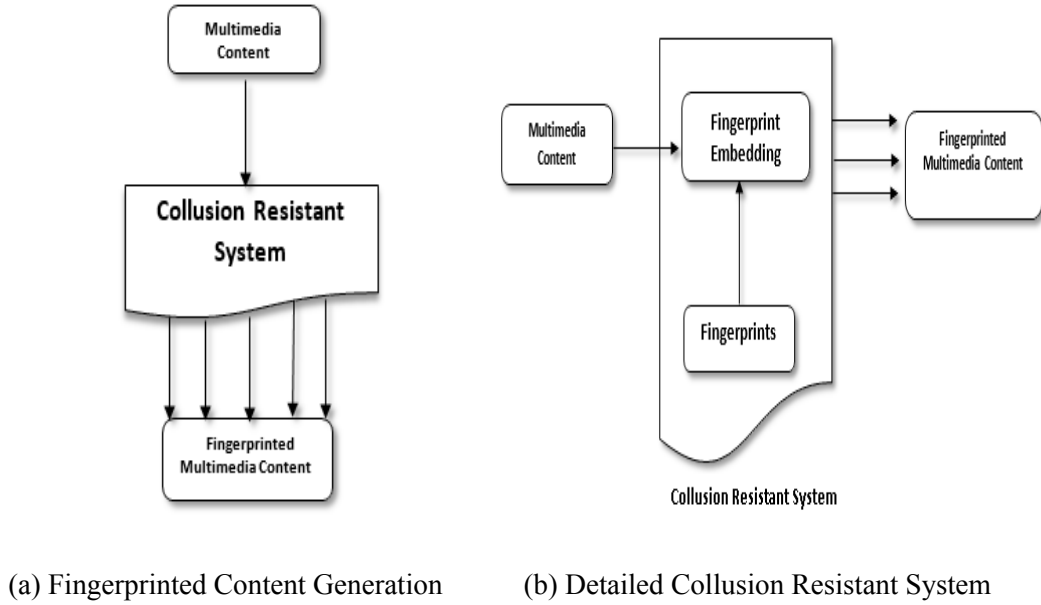 Multimedia
Content
Collusion Resistant
System
Fingerprinted
Multimedia Content
Multimedia
Content
Fingerprint
Embedding
Fingerprints
Fingerprinted
Multimedia Content
Collusion Resistant System
(a) Fingerprinted Content Generation
(b) Detailed Collusion Resistant System